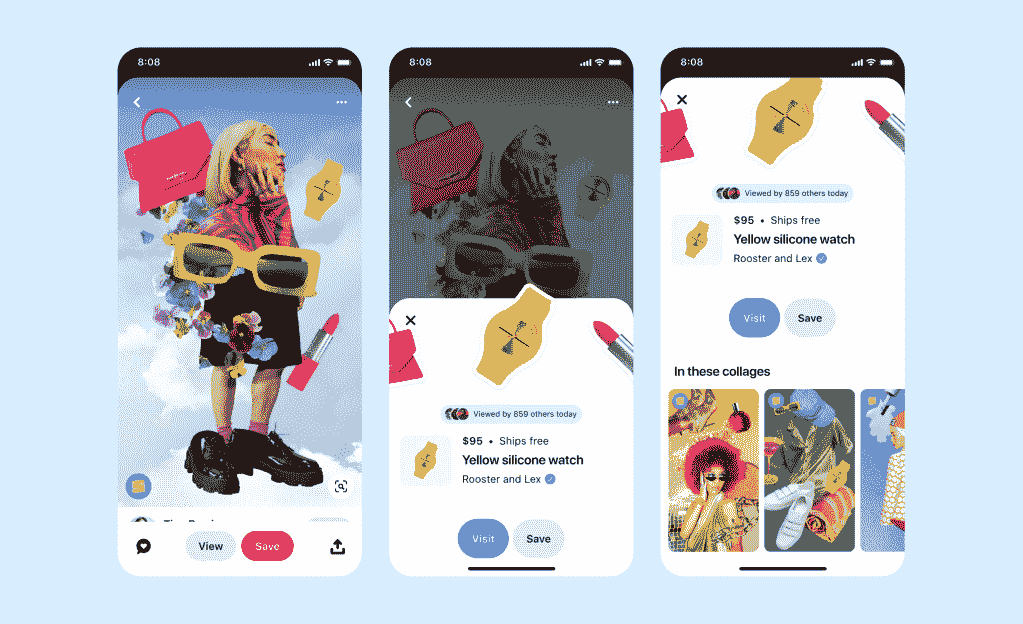 8:08
View
Save
8:08
Viewed by 859 others today
$95 • Ships free
Yellow silicone watch
Rooster and Lex
Visit
Save
8:08
Viewed by 859 others today
$95 • Ships free
Yellow silicone watch
Rooster and Lex
Visit
Save
In these collages